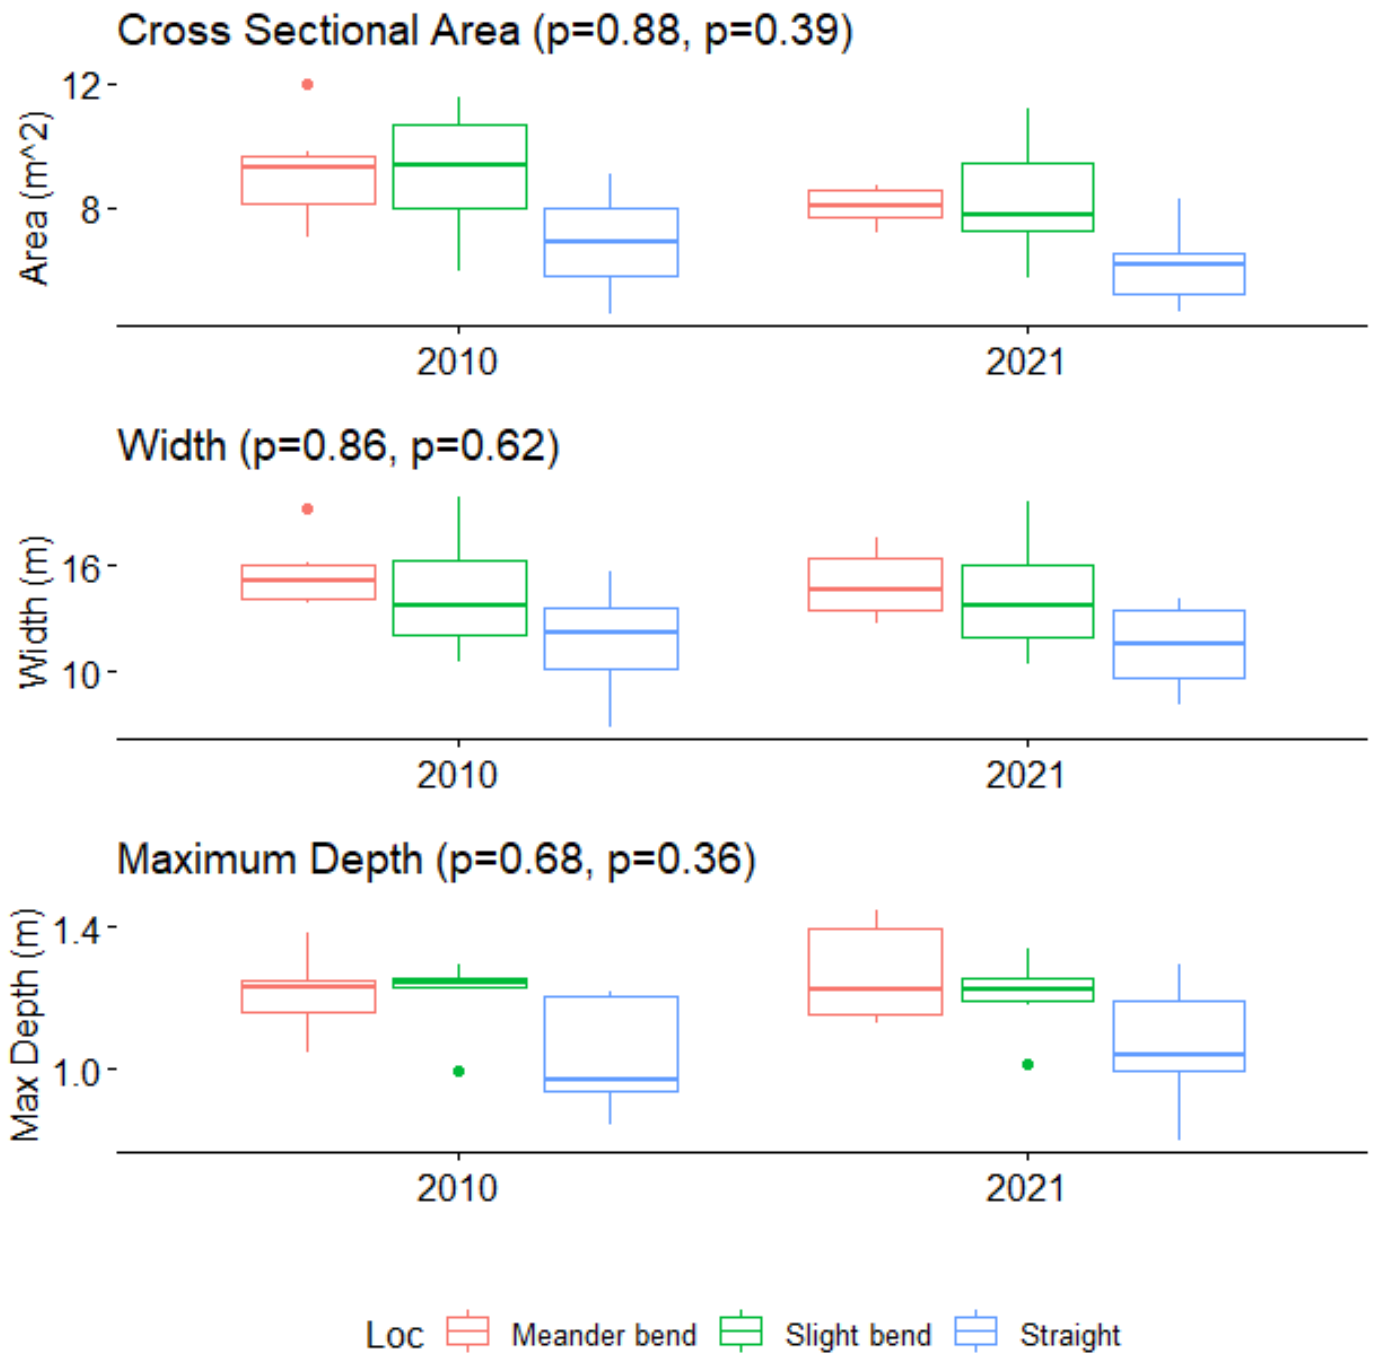 Cross Sectional Area (p=0.88, p=0.39)
Area (m^2)
12
8
2010 2021
Width (p=0.86, p=0.62)
Width (m)
16
10
2010 2021
Maximum Depth (p=0.68, p=0.36)
Max Depth (m)
1.4
1.0
2010 2021
Loc Meander bend Slight bend Straight